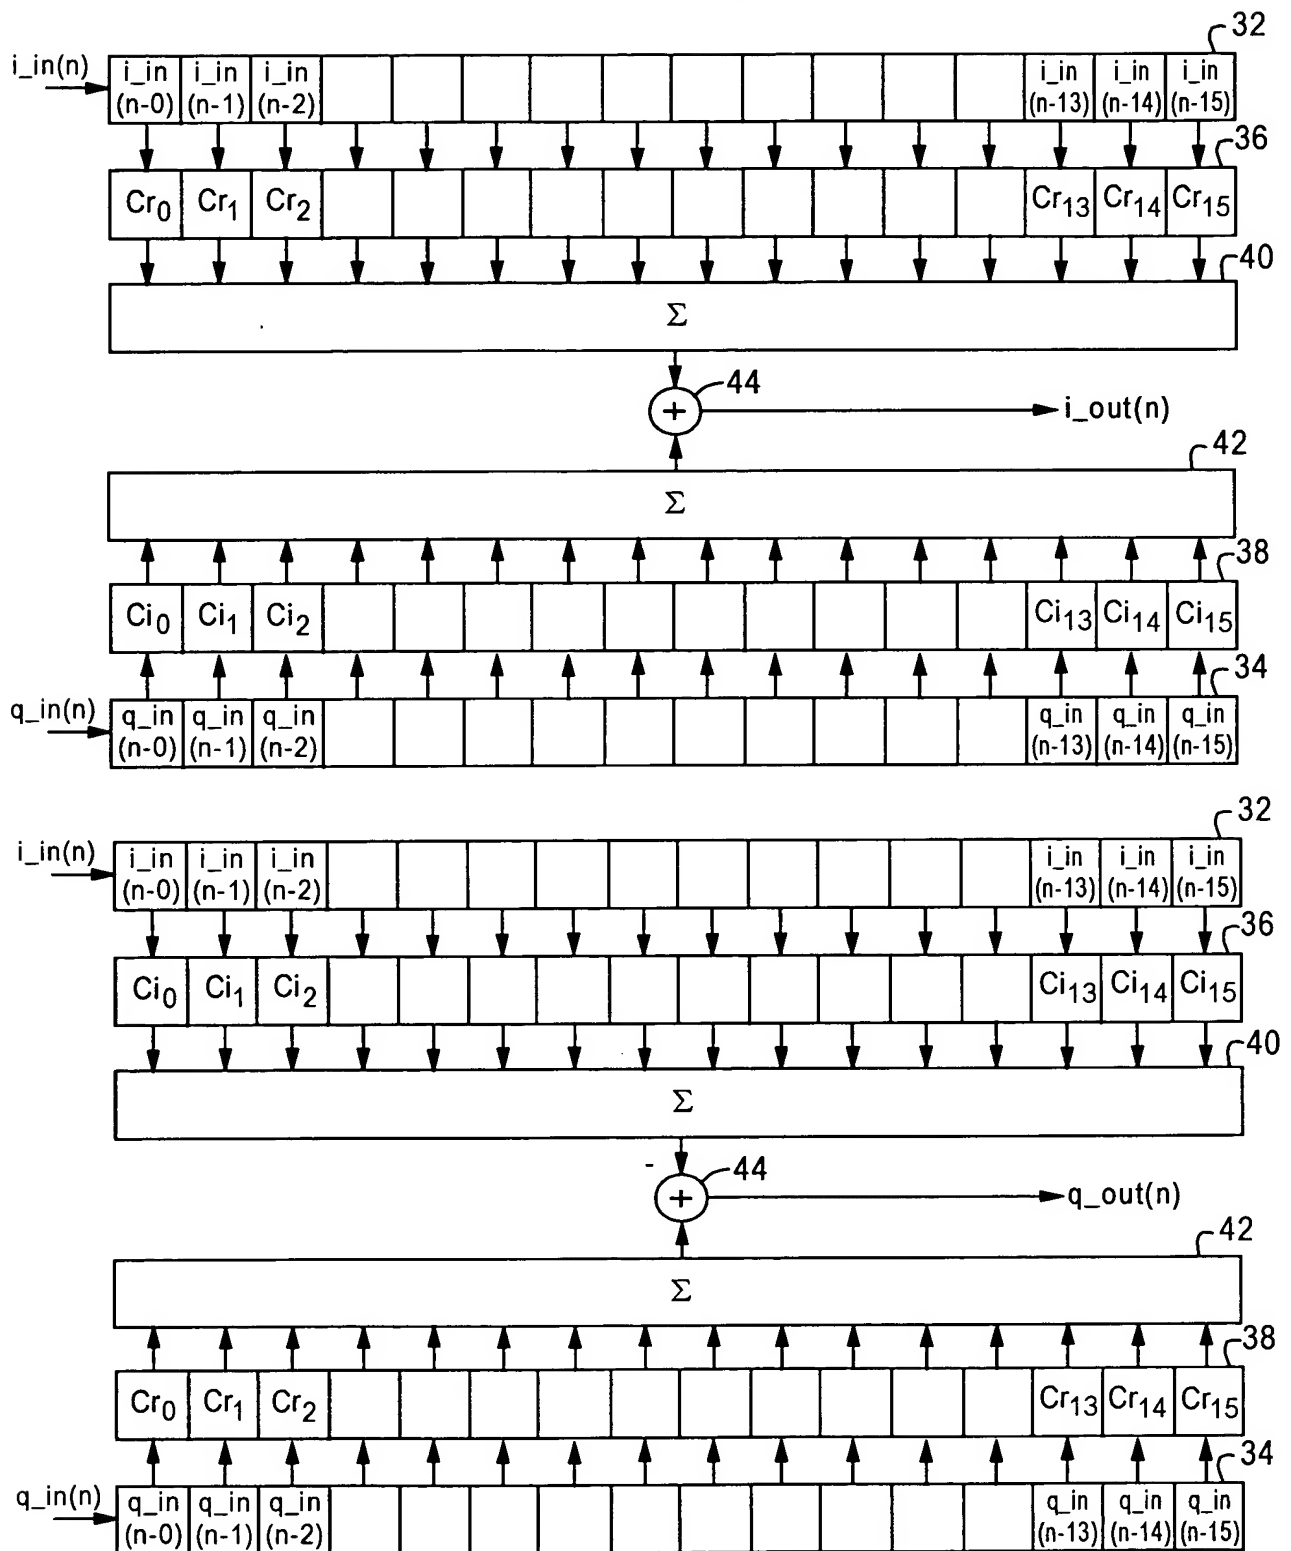 32
i_in(n)
i_in i_in i_in i_in i_in i_in
(n-0) (n-1) (n-2) (n-13) (n-14) (n-15)
36
Cr0 Cr1 Cr2 Cr13 Cr14 Cr15
40
Σ
44
+ i_out(n)
42
Σ
38
Ci0 Ci1 Ci2 Ci13 Ci14 Ci15
34
q_in(n)
q_in q_in q_in q_in q_in q_in
(n-0) (n-1) (n-2) (n-13) (n-14) (n-15)
32
i_in(n)
i_in i_in i_in i_in i_in i_in
(n-0) (n-1) (n-2) (n-13) (n-14) (n-15)
36
Ci0 Ci1 Ci2 Ci13 Ci14 Ci15
40
Σ
- 44
+ q_out(n)
42
Σ
38
Cr0 Cr1 Cr2 Cr13 Cr14 Cr15
34
q_in(n)
q_in q_in q_in q_in q_in q_in
(n-0) (n-1) (n-2) (n-13) (n-14) (n-15)